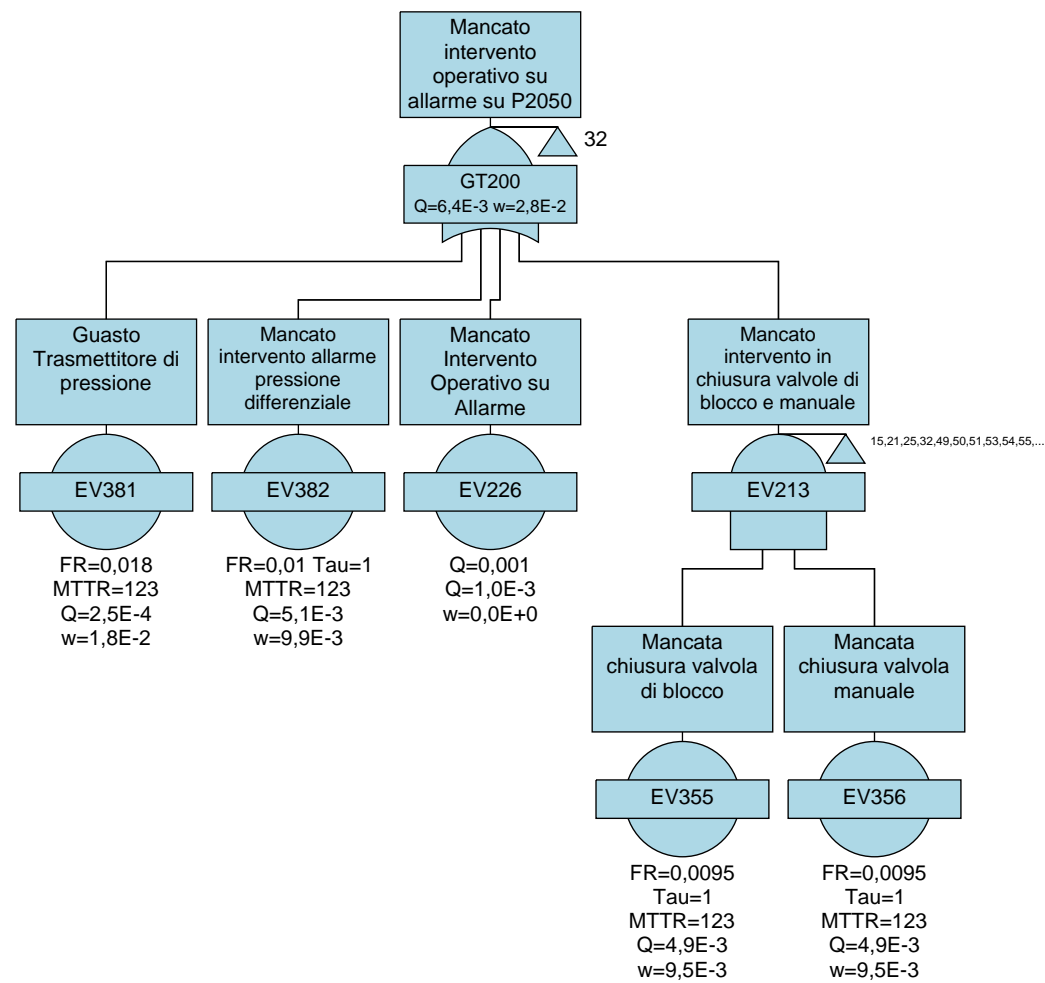 Mancato
intervento
operativo su
allarme su P2050
32
GT200
Q=6,4E-3 w=2,8E-2
Guasto
Trasmettitore di
pressione
EV381
FR=0,018
MTTR=123
Q=2,5E-4
w=1,8E-2
Mancato
intervento allarme
pressione
differenziale
EV382
FR=0,01 Tau=1
MTTR=123
Q=5,1E-3
w=9,9E-3
Mancato
Intervento
Operativo su
Allarme
EV226
Q=0,001
Q=1,0E-3
w=0,0E+0
Mancato
intervento in
chiusura valvole di
blocco e manuale
15,21,25,32,49,50,51,53,54,55,...
EV213
Mancata
chiusura valvola
di blocco
EV355
FR=0,0095
Tau=1
MTTR=123
Q=4,9E-3
w=9,5E-3
Mancata
chiusura valvola
manuale
EV356
FR=0,0095
Tau=1
MTTR=123
Q=4,9E-3
w=9,5E-3